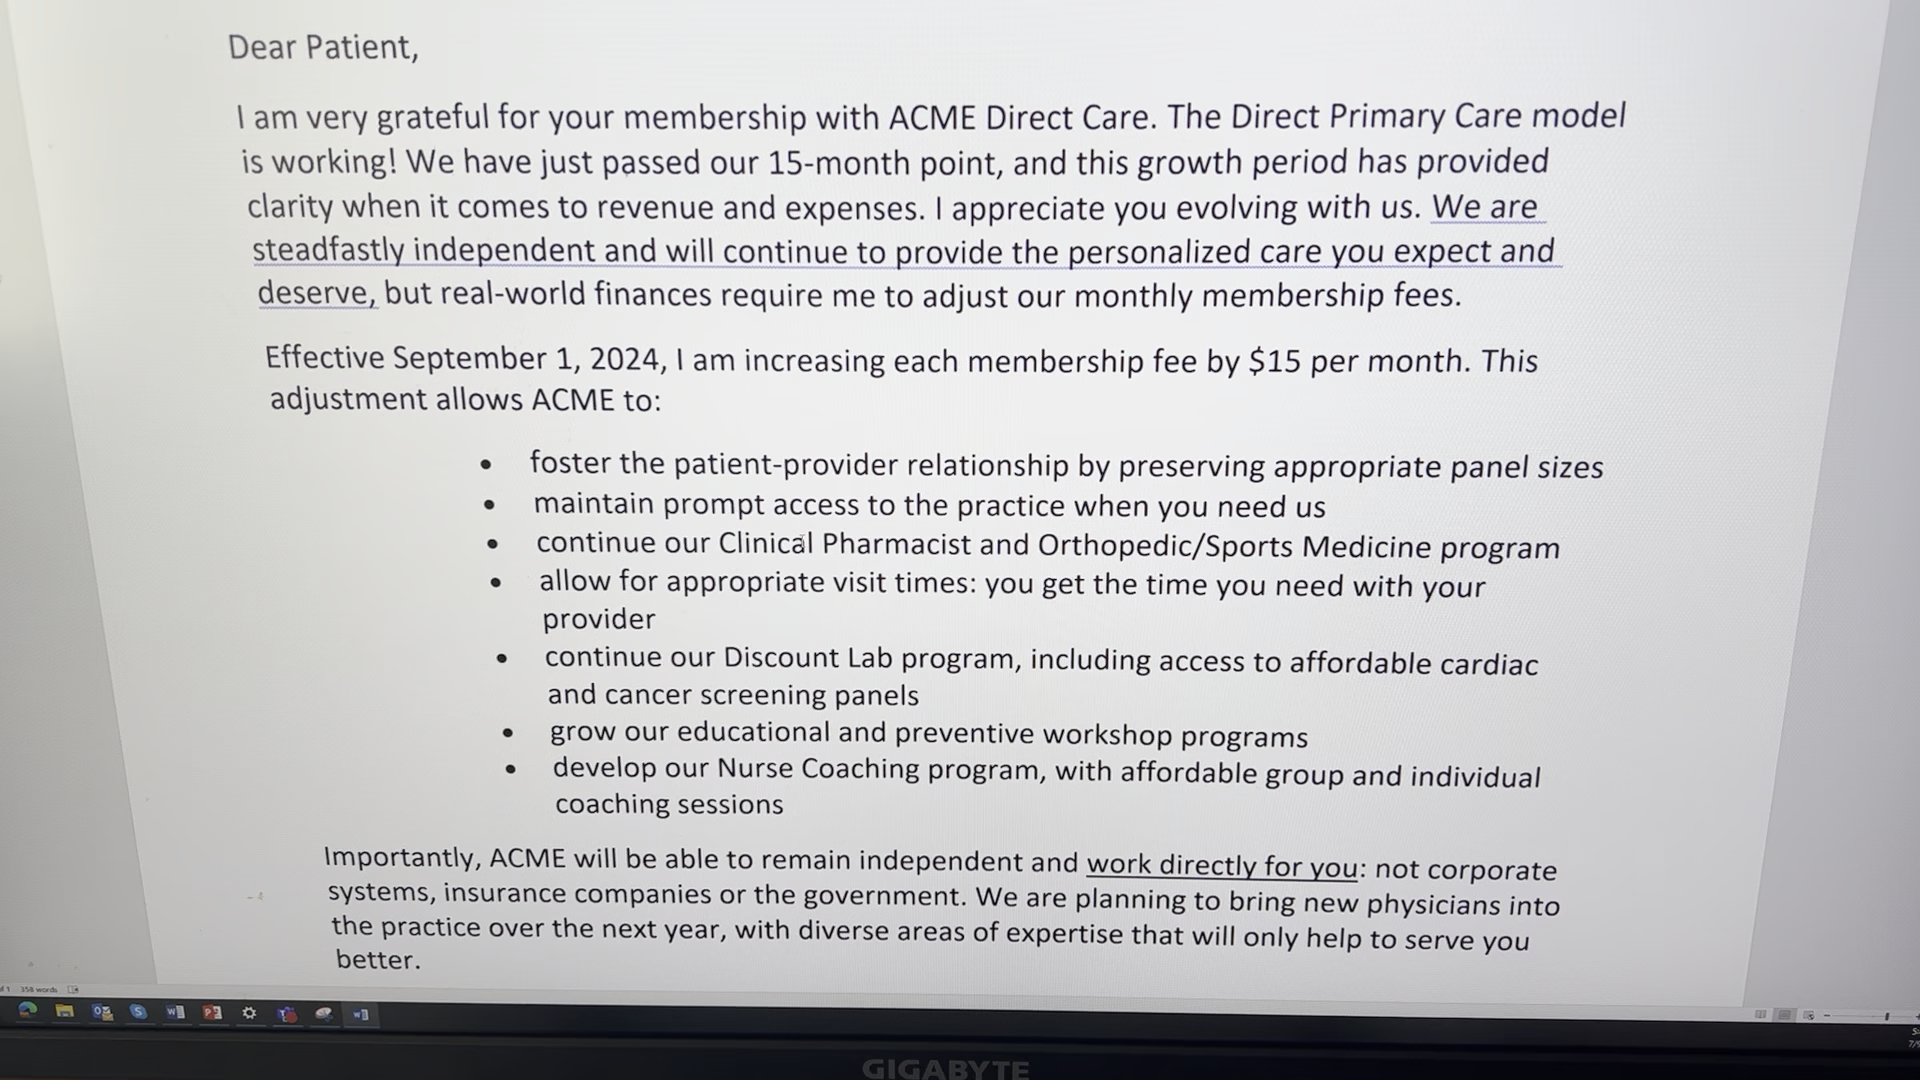 Dear Patient,
I am very grateful for your membership with ACME Direct Care. The Direct Primary Care model
is working! We have just passed our 15-month point, and this growth period has provided
clarity when it comes to revenue and expenses. I appreciate you evolving with us. We are
steadfastly independent and will continue to provide the personalized care you expect and
deserve, but real-world finances require me to adjust our monthly membership fees.
Effective September 1, 2024, I am increasing each membership fee by $15 per month. This
adjustment allows ACME to:
• foster the patient-provider relationship by preserving appropriate panel sizes
• maintain prompt access to the practice when you need us
• continue our Clinical Pharmacist and Orthopedic/Sports Medicine program
• allow for appropriate visit times: you get the time you need with your
provider
• continue our Discount Lab program, including access to affordable cardiac
and cancer screening panels
• grow our educational and preventive workshop programs
• develop our Nurse Coaching program, with affordable group and individual
coaching sessions
Importantly, ACME will be able to remain independent and work directly for you: not corporate
systems, insurance companies or the government. We are planning to bring new physicians into
the practice over the next year, with diverse areas of expertise that will only help to serve you
better.
358 words
GIGABYTE